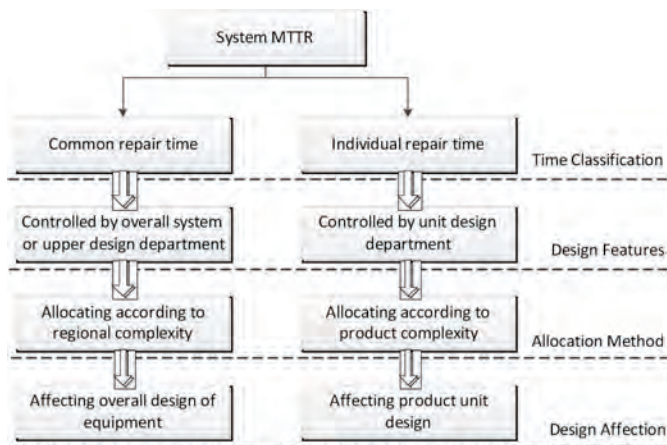 System MTTR
Common repair time
Individual repair time
Time Classification
Controlled by overall system
or upper design department
Controlled by unit design
department
Design Features
Allocating according to
regional complexity
Allocating according to
product complexity
Allocation Method
Affecting overall design of
equipment
Affecting product unit
design
Design Affection